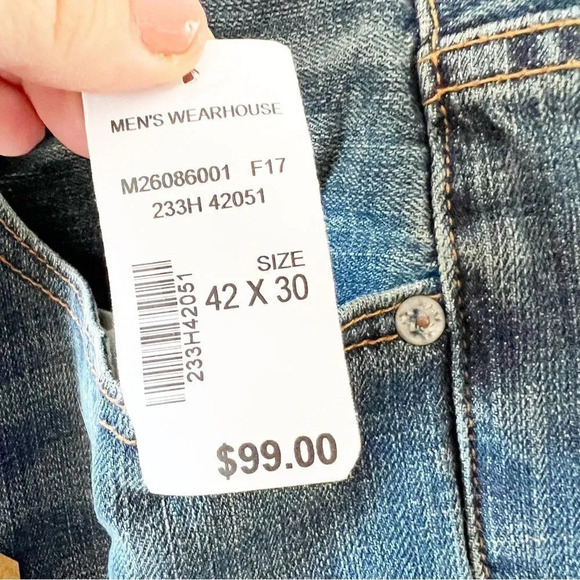 MEN'S WEARHOUSE
M26086001 F17
233H 42051
SIZE
42 X 30
233H42051
$99.00